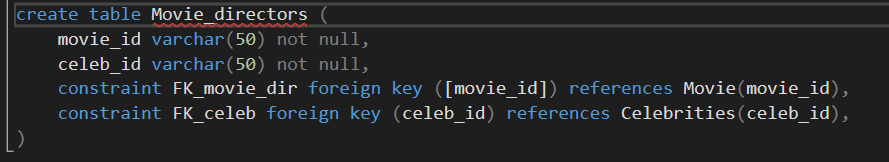 create table Movie_directors (
movie_id varchar(50) not null,
celeb_id varchar(50) not null,
constraint FK_movie_dir foreign key ([movie_id]) references Movie(movie_id),
constraint FK_celeb foreign key (celeb_id) references Celebrities(celeb_id),
)